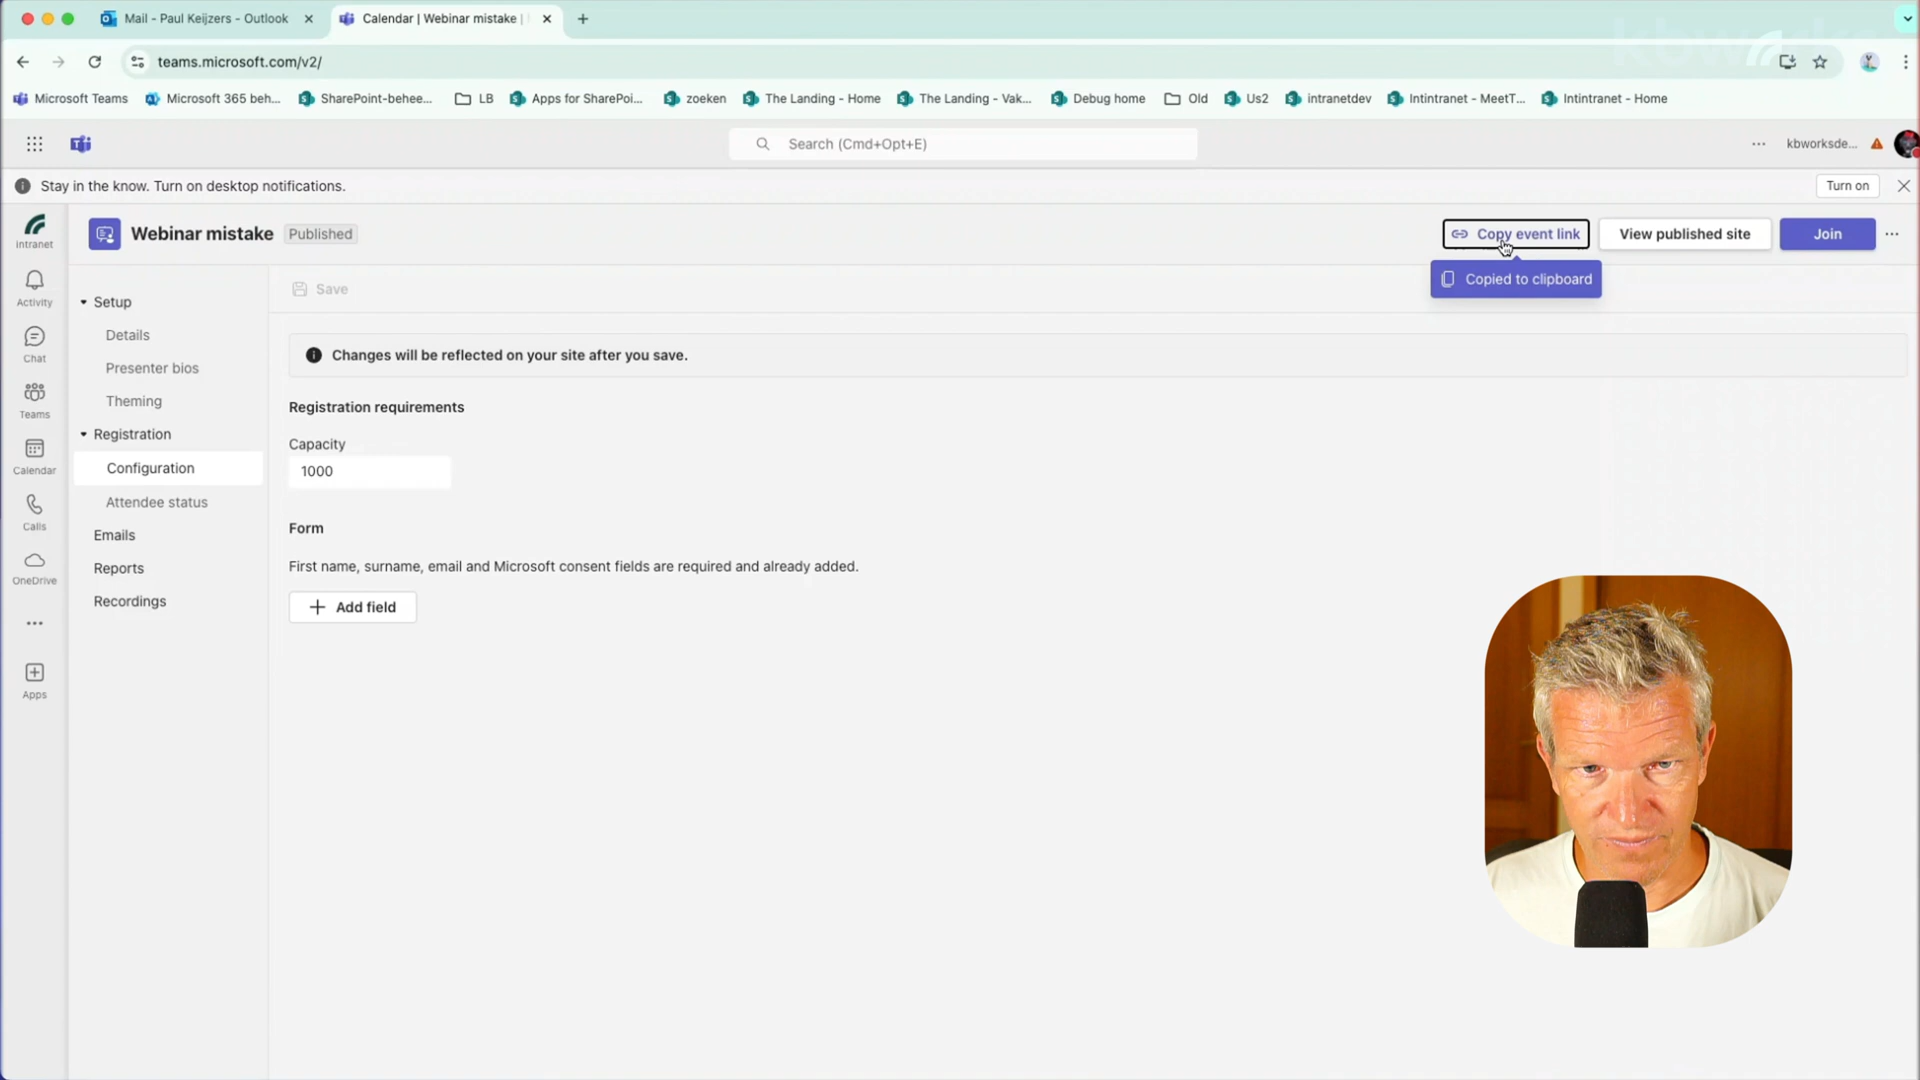 Mail - Paul Keijzers - Outlook
Calendar | Webinar mistake |
kbworks
teams.microsoft.com/v2/
Microsoft Teams
Microsoft 365 beh...
SharePoint-behee...
LB
Apps for SharePoi...
zoeken
The Landing - Home
The Landing - Vak...
Debug home
Old
Us2
intranetdev
Intintranet - MeetT...
Intintranet - Home
Search (Cmd+Opt+E)
kbworksde...
Stay in the know. Turn on desktop notifications.
Turn on
Webinar mistake
Published
Copy event link
View published site
Join
Copied to clipboard
intranet
Activity
Chat
Teams
Calendar
Calls
OneDrive
Apps
Setup
Details
Presenter bios
Theming
Registration
Configuration
Attendee status
Emails
Reports
Recordings
Save
Changes will be reflected on your site after you save.
Registration requirements
Capacity
1000
Form
First name, surname, email and Microsoft consent fields are required and already added.
Add field